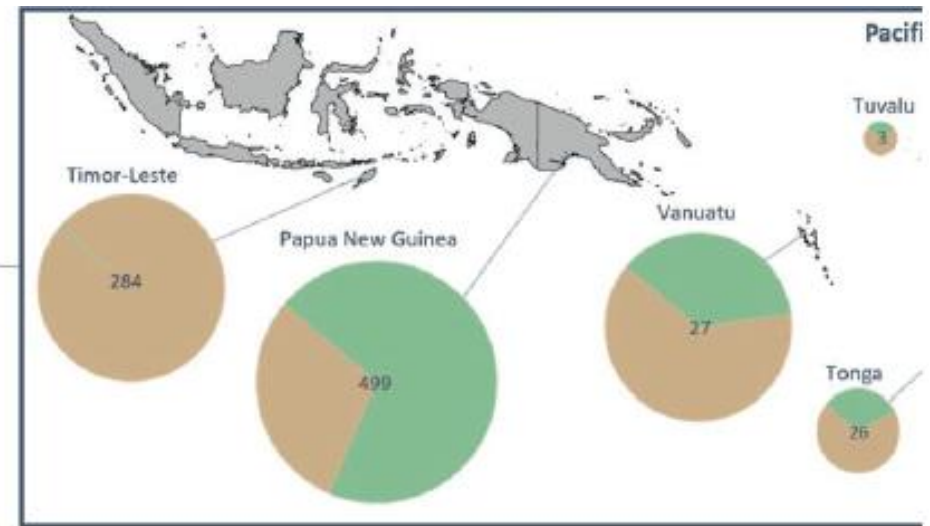 Pacifi
Tuvalu
3
Timor-Leste
284
Papua New Guinea
499
Vanuatu
27
Tonga
26